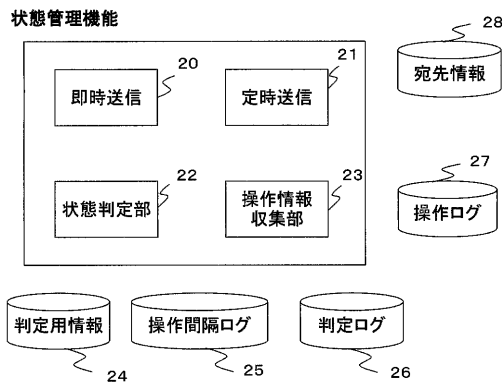 状態管理機能
28
20
21
宛先情報
即時送信
定時送信
22
23
27
状態判定部
操作情報
収集部
操作ログ
判定用情報
操作間隔ログ
判定ログ
24
25
26